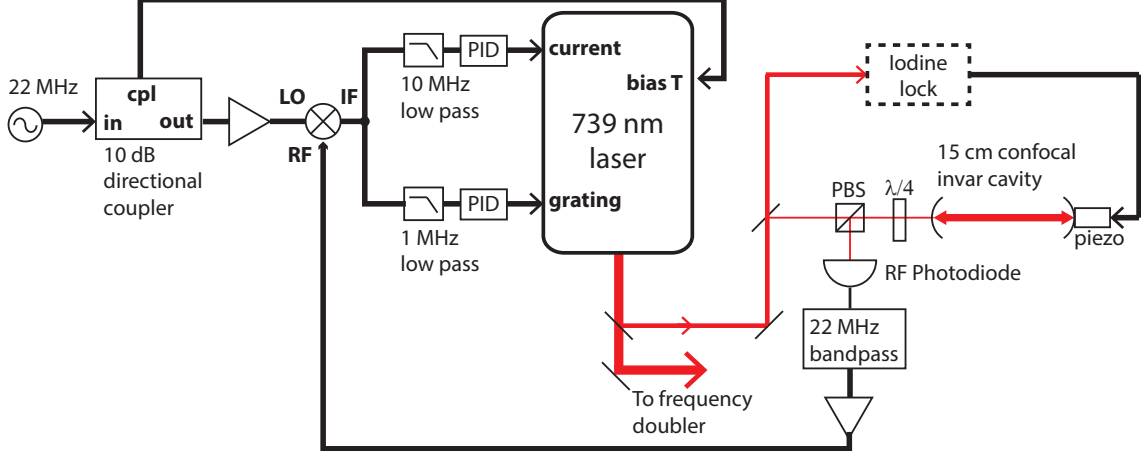 22 MHz
in
cpl
out
10 dB
directional
coupler
LO
IF
RF
PID
10 MHz
low pass
PID
1 MHz
low pass
current
bias T
739 nm
laser
grating
To frequency
doubler
Iodine
lock
15 cm confocal
invar cavity
PBS
λ/4
piezo
RF Photodiode
22 MHz
bandpass